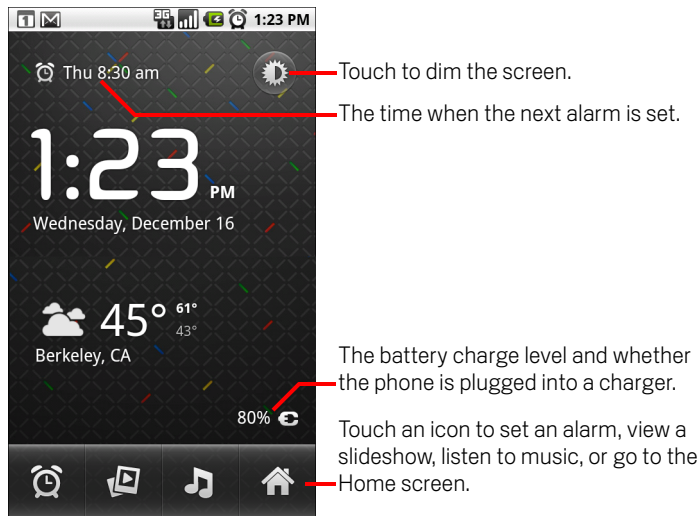 1 3G 1:23 PM
Thu 8:30 am
Touch to dim the screen.
The time when the next alarm is set.
1:23 PM
Wednesday, December 16
45° 61°
43°
Berkeley, CA
The battery charge level and whether
the phone is plugged into a charger.
80%
Touch an icon to set an alarm, view a
slideshow, listen to music, or go to the
Home screen.